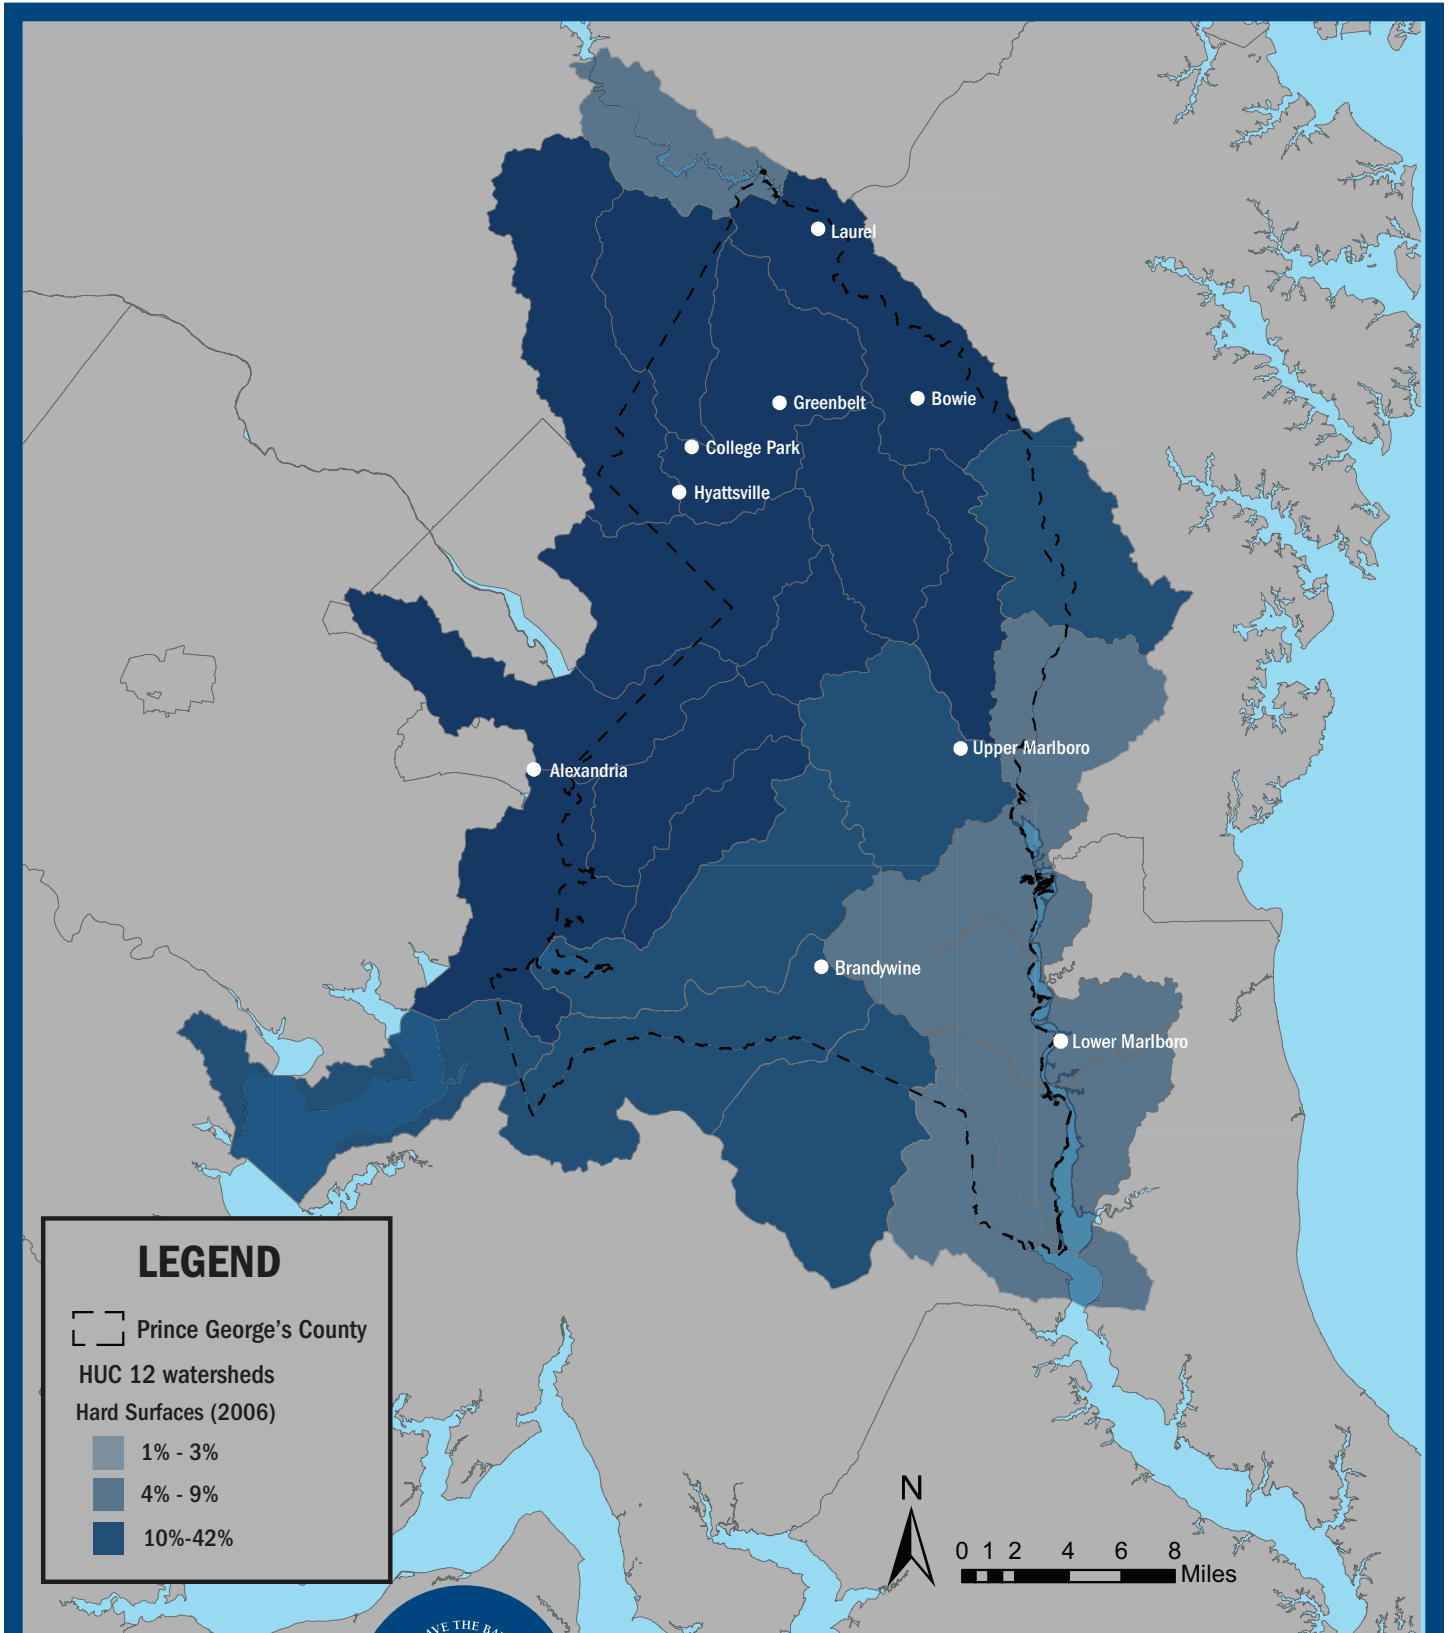 Laurel
Greenbelt
Bowie
College Park
Hyattsville
Upper Marlboro
Alexandria
Brandywine
Lower Marlboro
LEGEND
Prince George's County
HUC 12 watersheds
Hard Surfaces (2006)
1% - 3%
4% - 9%
10%-42%
N
0 1 2 4 6 8
Miles
THE